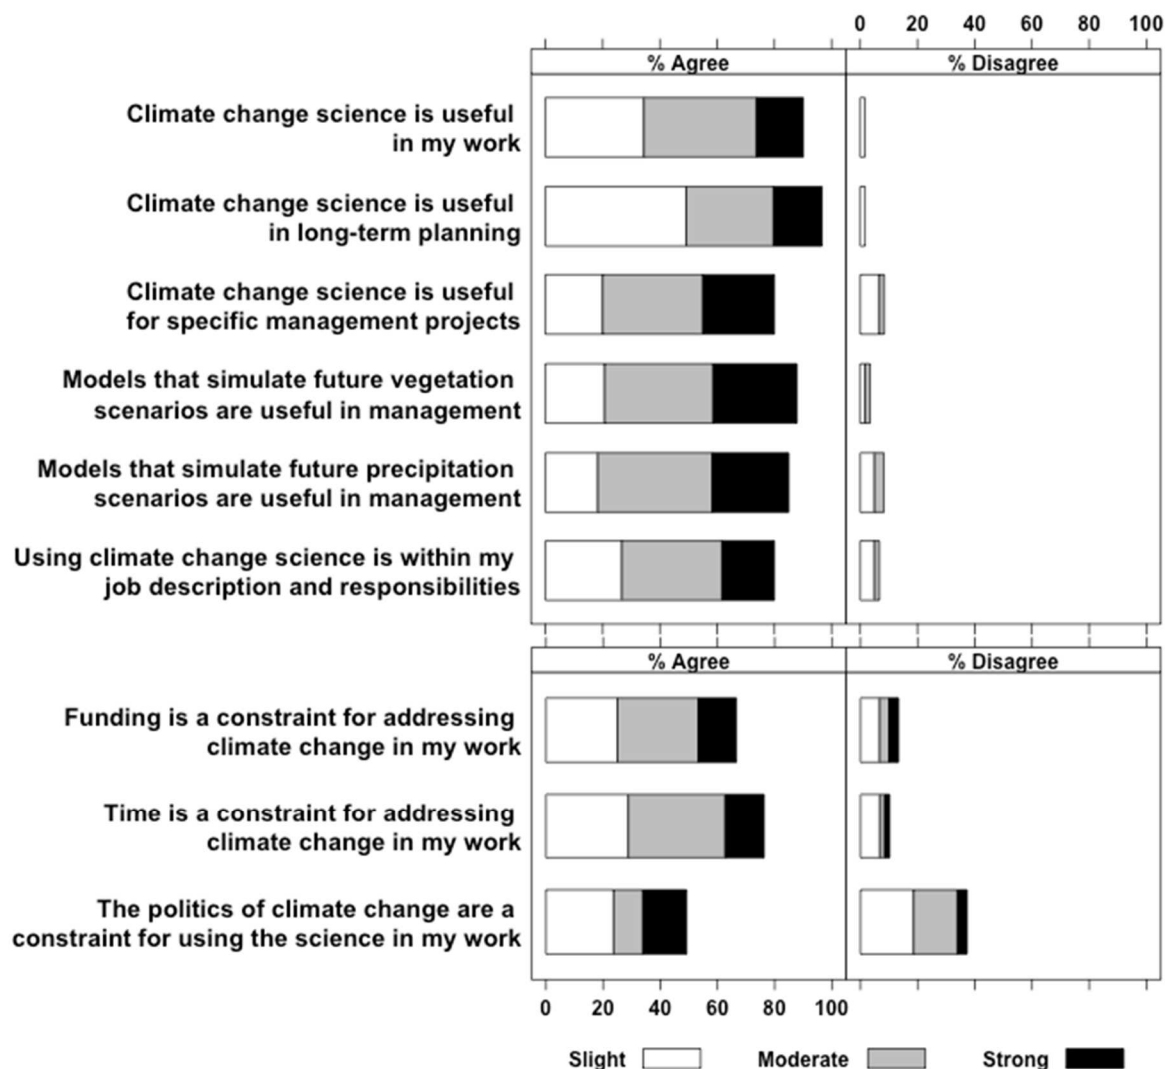 0 20 40 60 80 100
% Agree % Disagree
Climate change science is useful
in my work
Climate change science is useful
in long-term planning
Climate change science is useful
for specific management projects
Models that simulate future vegetation
scenarios are useful in management
Models that simulate future precipitation
scenarios are useful in management
Using climate change science is within my
job description and responsibilities
% Agree % Disagree
Funding is a constraint for addressing
climate change in my work
Time is a constraint for addressing
climate change in my work
The politics of climate change are a
constraint for using the science in my work
0 20 40 60 80 100
Slight Moderate Strong